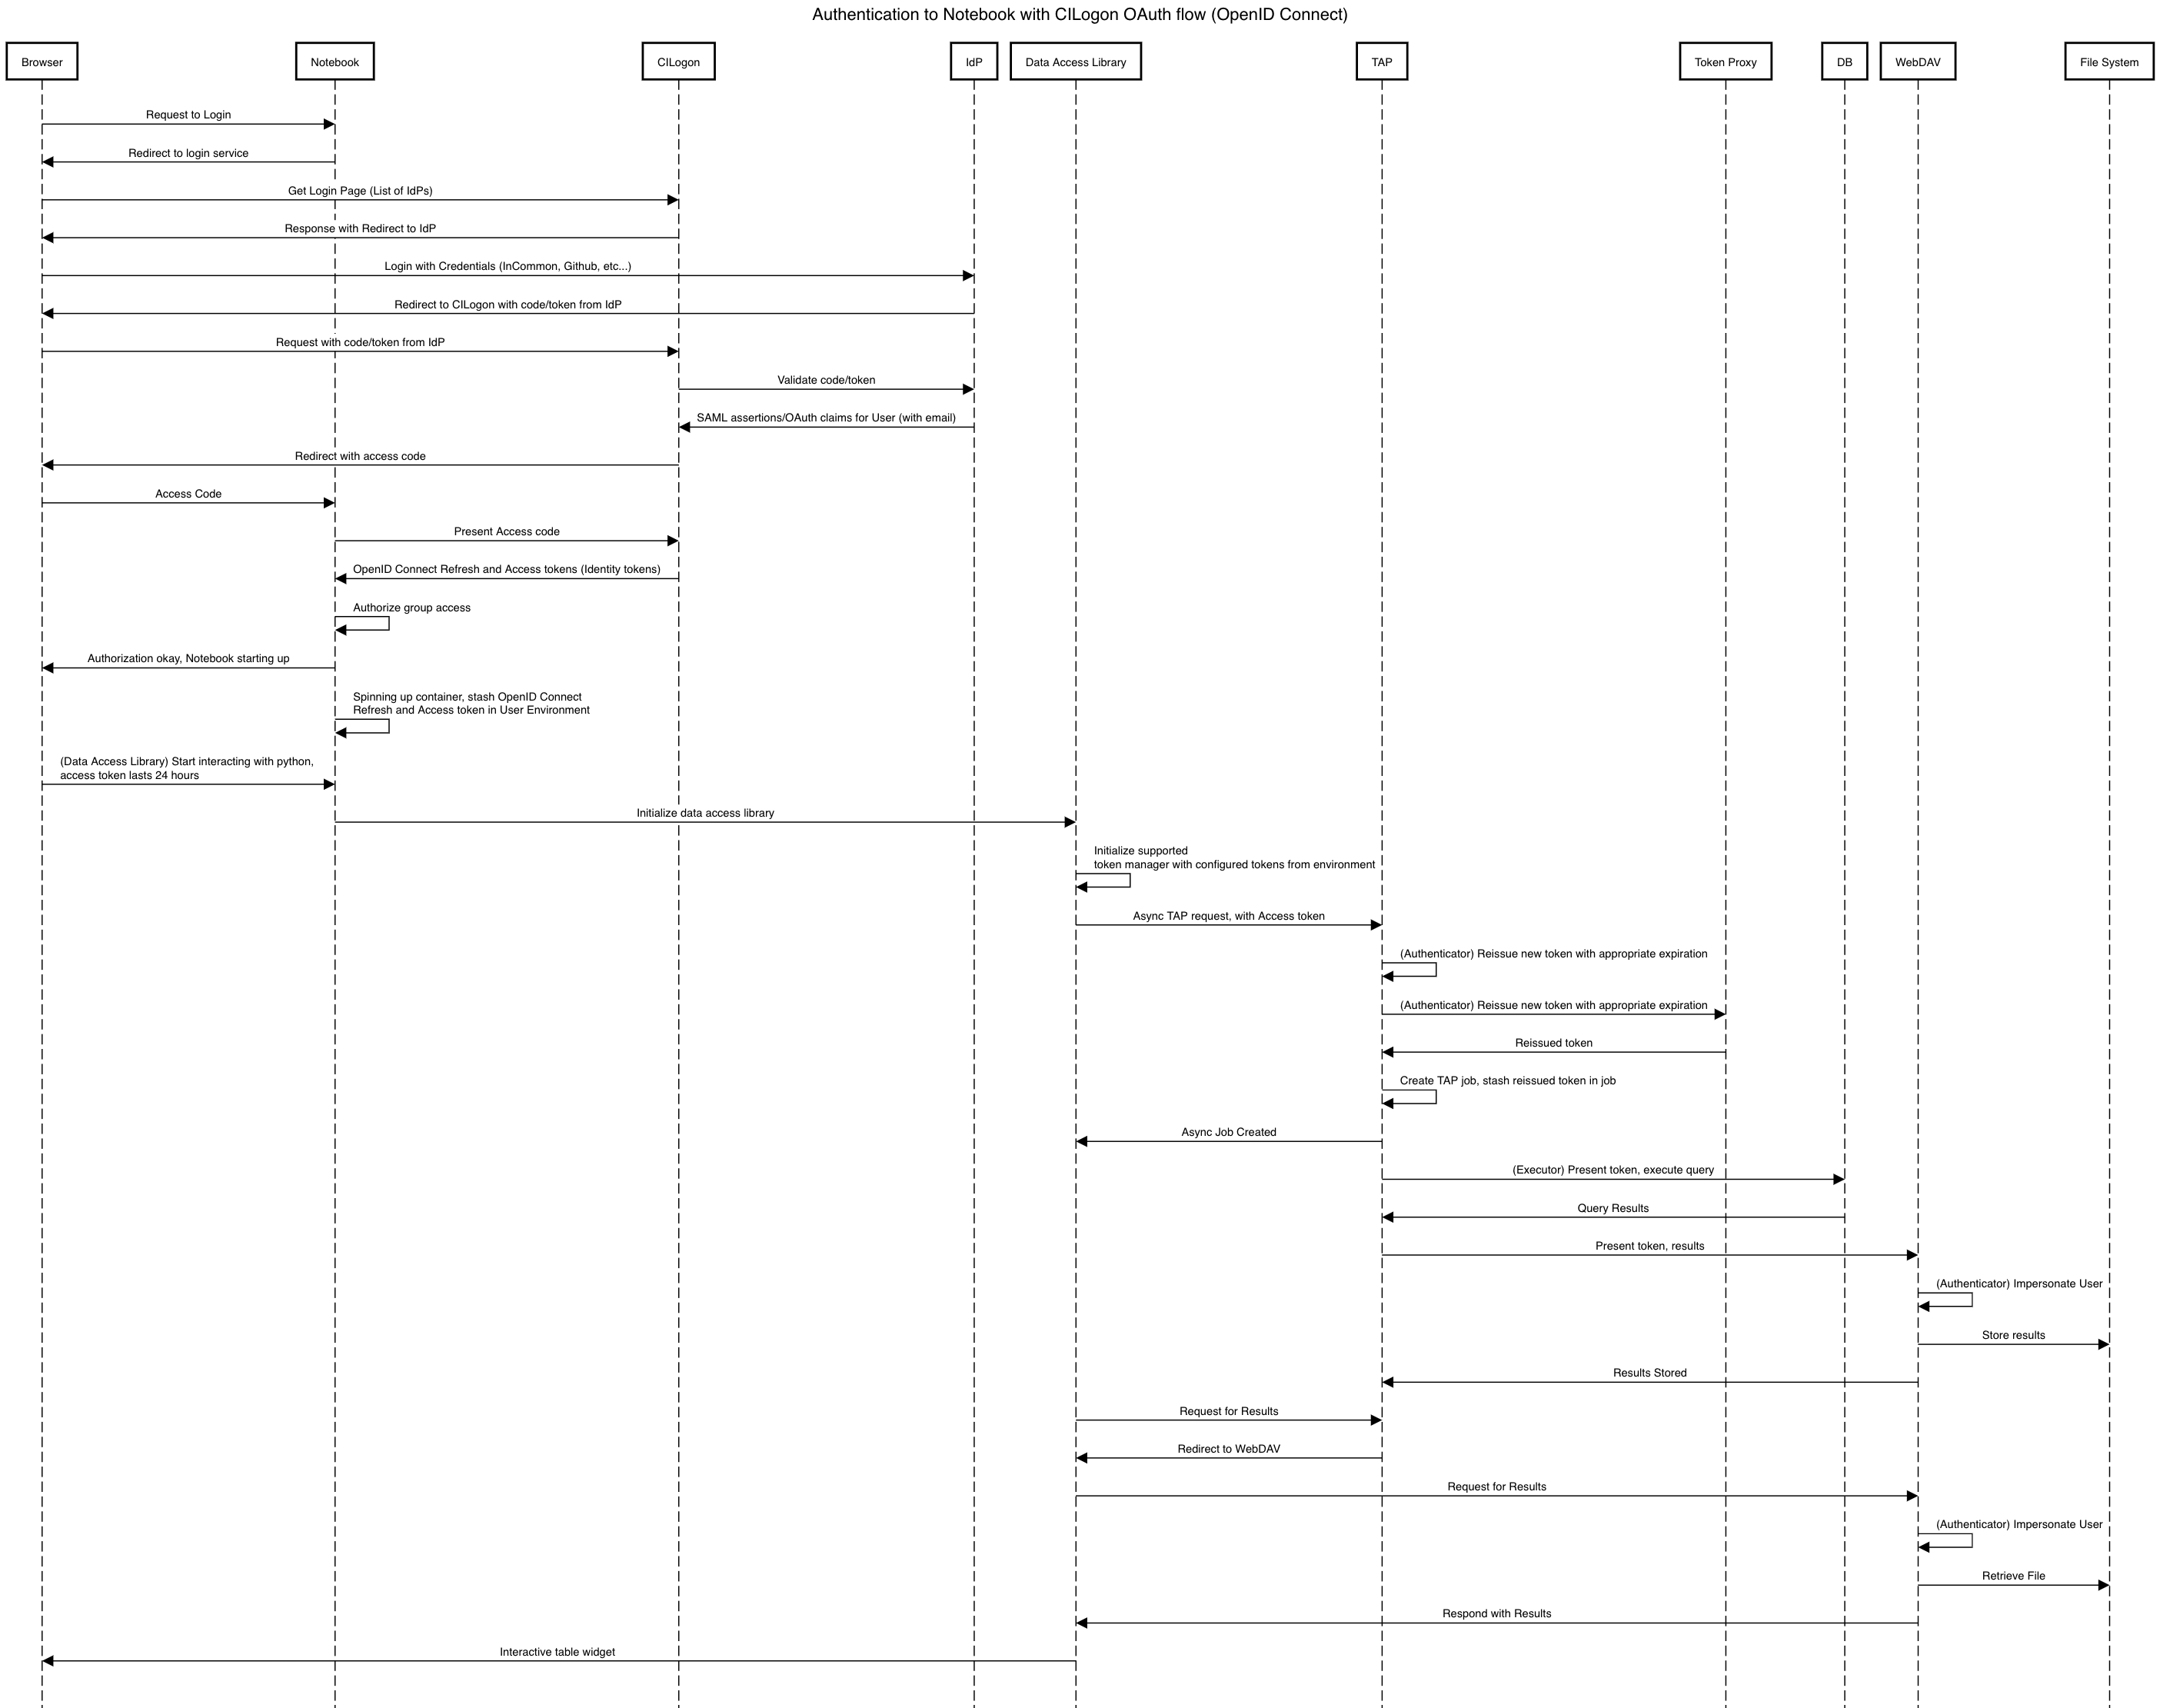 Authentication to Notebook with CILogon OAuth flow (OpenID Connect)
Browser
Notebook
CILogon
IdP
Data Access Library
TAP
Token Proxy
DB
WebDAV
File System
Request to Login
Redirect to login service
Get Login Page (List of IdPs)
Response with Redirect to IdP
Login with Credentials (InCommon, Github, etc...)
Redirect to CILogon with code/token from IdP
Request with code/token from IdP
Validate code/token
SAML assertions/OAuth claims for User (with email)
Redirect with access code
Access Code
Present Access code
OpenID Connect Refresh and Access tokens (Identity tokens)
Authorize group access
Authorization okay, Notebook starting up
Spinning up container, stash OpenID Connect
Refresh and Access token in User Environment
(Data Access Library) Start interacting with python,
access token lasts 24 hours
Initialize data access library
Initialize supported
token manager with configured tokens from environment
Async TAP request, with Access token
(Authenticator) Reissue new token with appropriate expiration
(Authenticator) Reissue new token with appropriate expiration
Reissued token
Create TAP job, stash reissued token in job
Async Job Created
(Executor) Present token, execute query
Query Results
Present token, results
(Authenticator) Impersonate User
Store results
Results Stored
Request for Results
Redirect to WebDAV
Request for Results
(Authenticator) Impersonate User
Retrieve File
Respond with Results
Interactive table widget